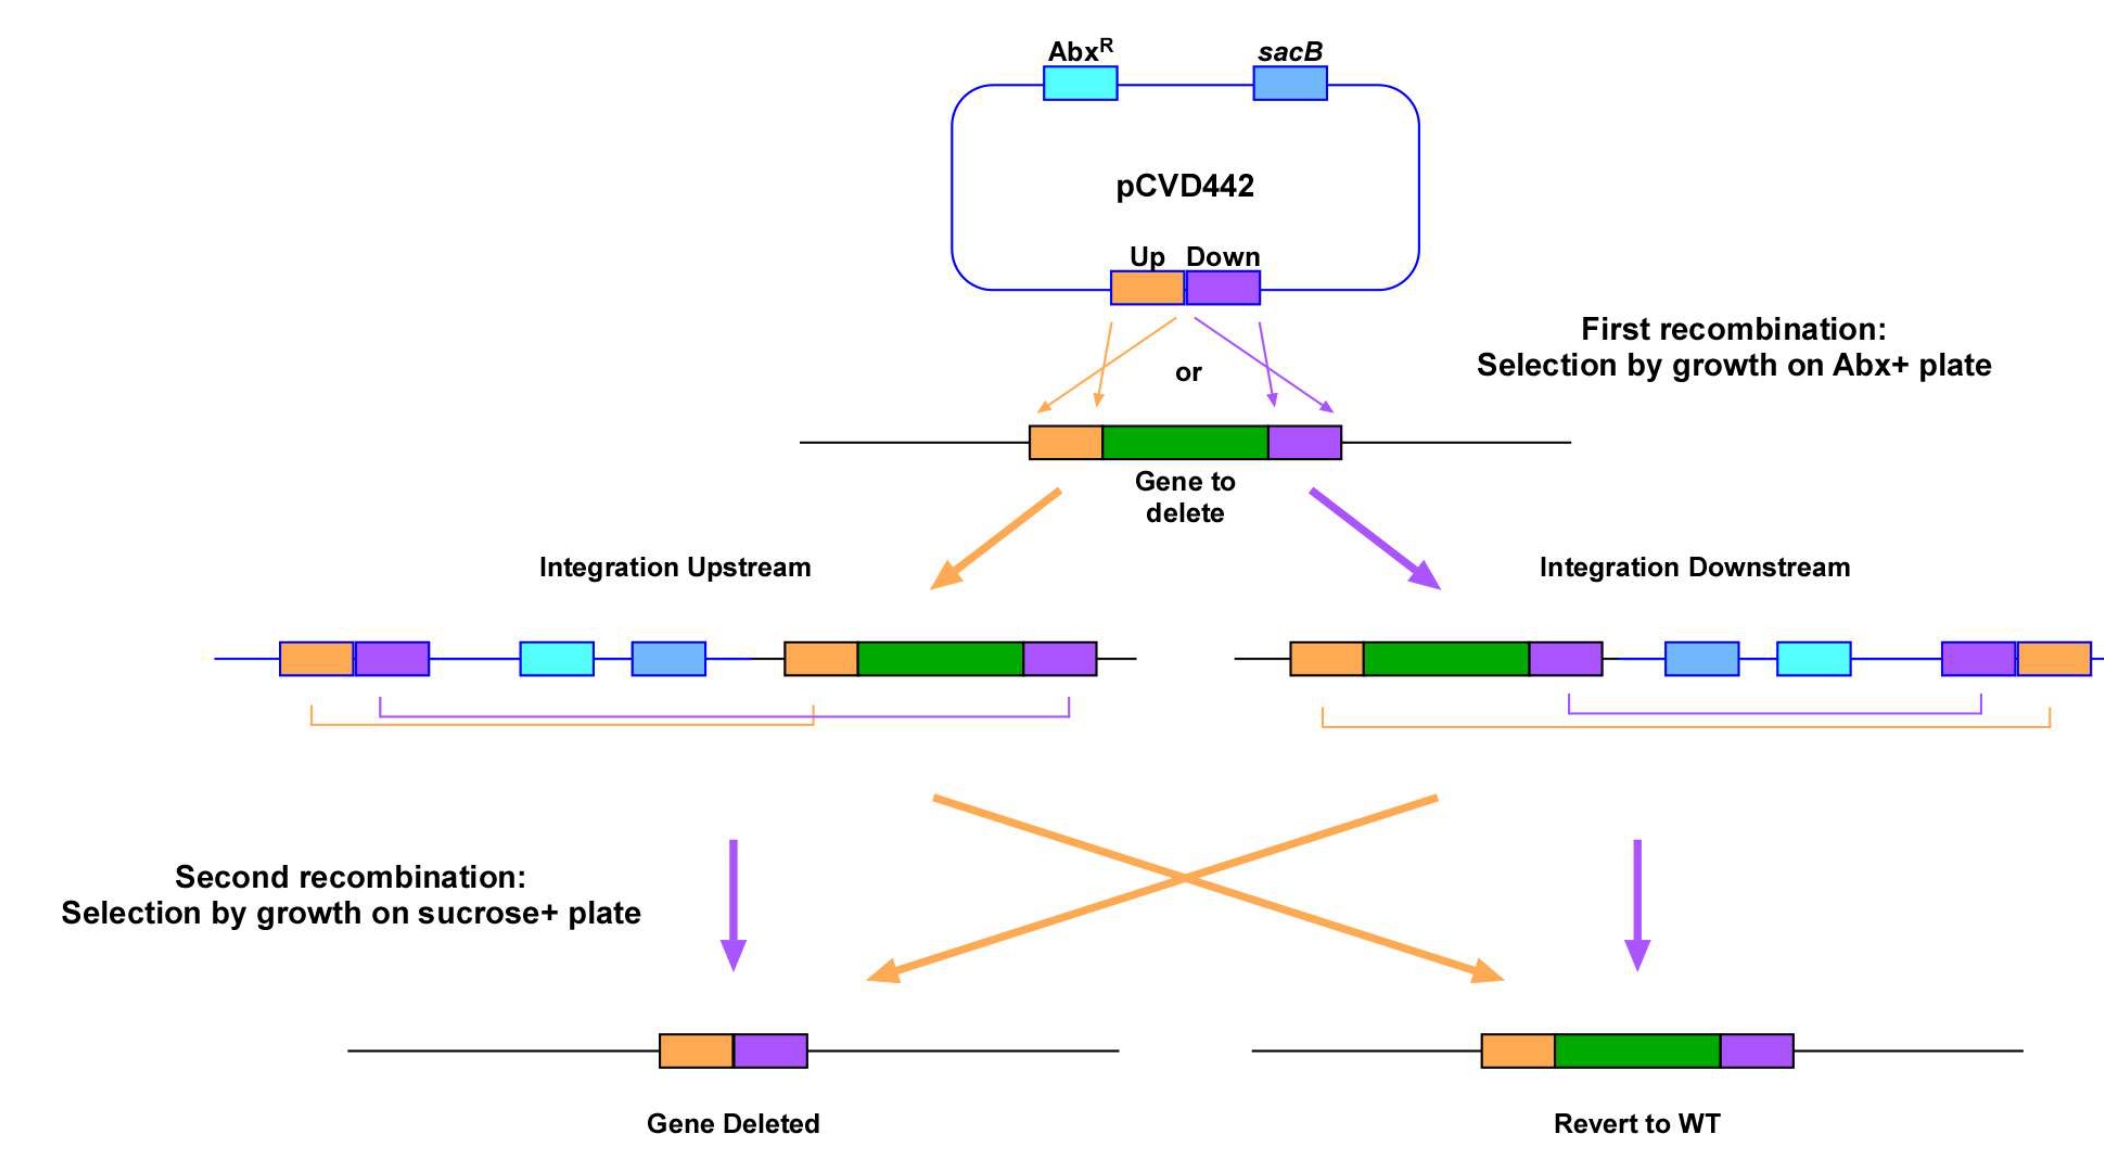 Abxᴿ
sacB
pCVD442
Up Down
First recombination:
Selection by growth on Abx+ plate
or
Gene to
delete
Integration Upstream
Integration Downstream
Second recombination:
Selection by growth on sucrose+ plate
Gene Deleted
Revert to WT